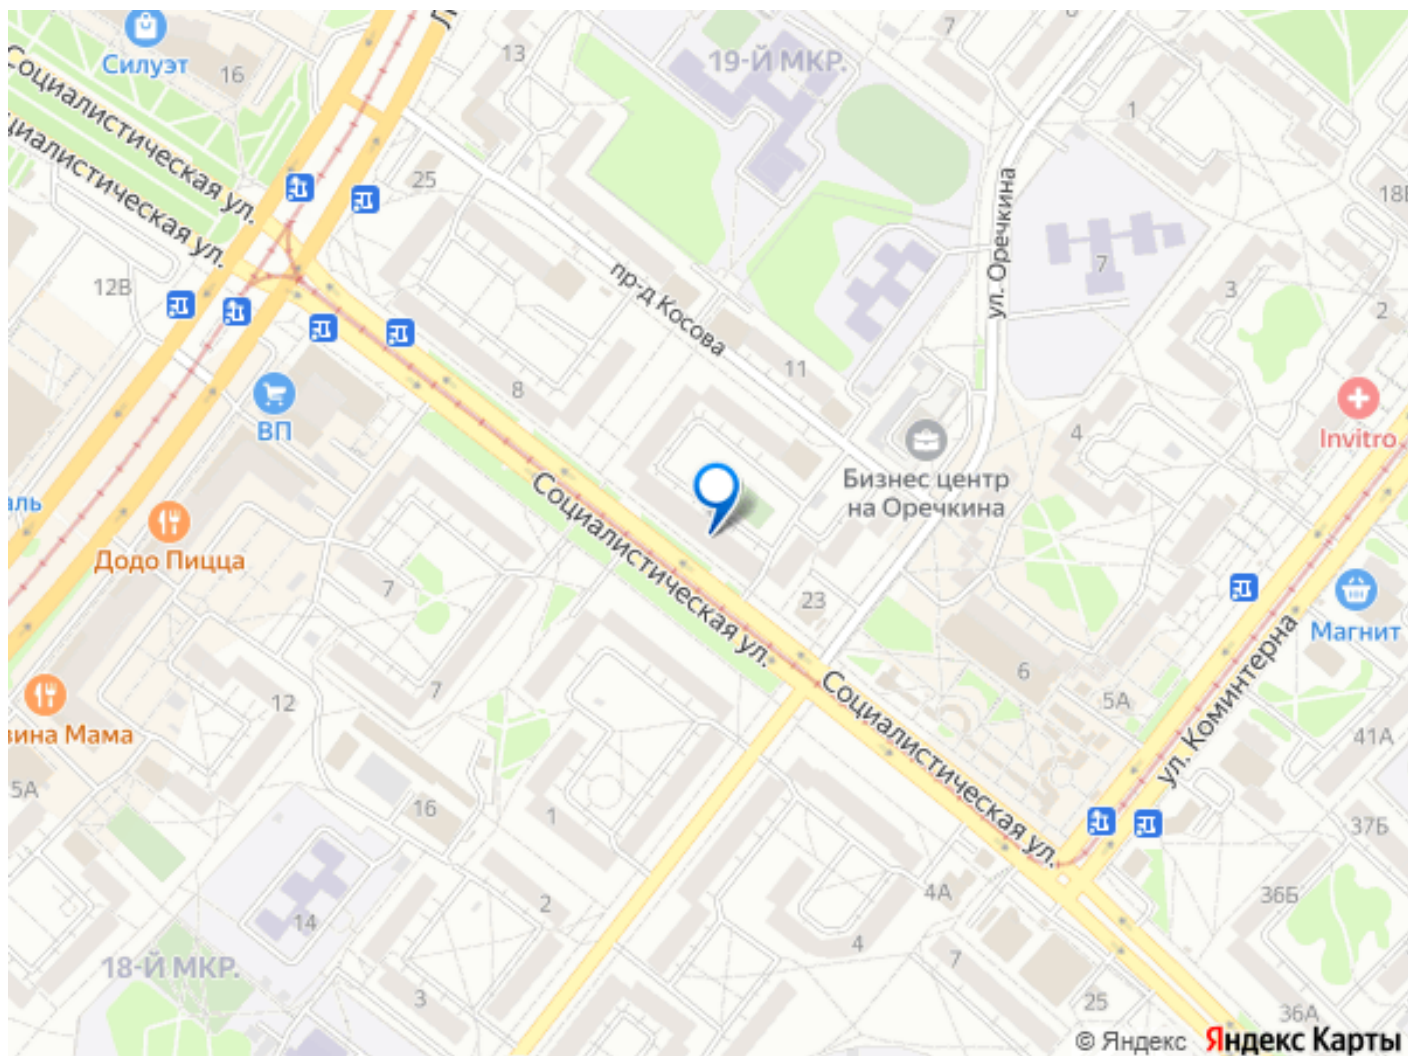 Силуэт
16
13
7
19-Й МКР.
1
18В
Социалистическая ул.
25
ул. Оречкина
7
12В
пр-д Косова
3
2
8
11
ВП
4
Invitro
Бизнес центр
на Оречкина
Додо Пицца
Социалистическая ул.
7
23
Магнит
7
6
5А
ул. Коминтерна
12
Мама
5А
Социалистическая ул.
41А
16
1
37Б
14
2
4А
36Б
18-Й МКР.
4
7
3
25
36А
© Яндекс Яндекс Карты